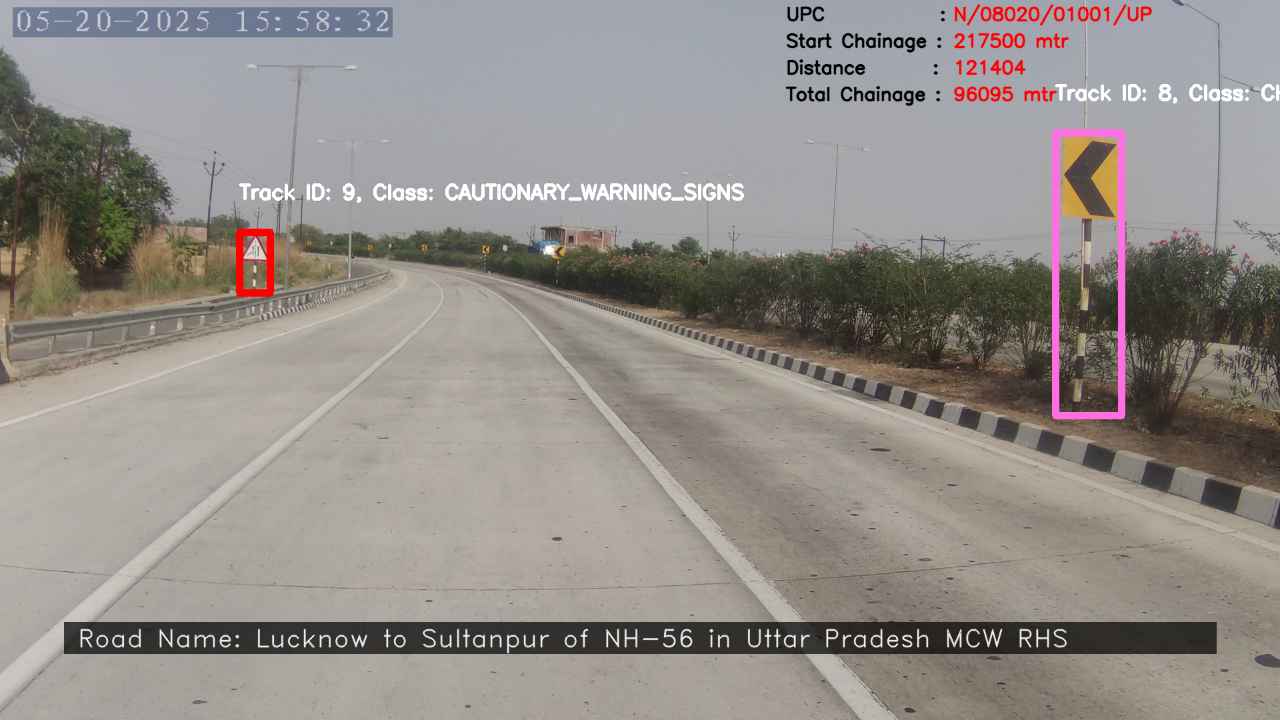 05-20-2025 15:58:32
UPC : N/08020/01001/UP
Start Chainage : 217500 mtr
Distance : 121404
Total Chainage : 96095 mtr
Track ID: 8, Class: CH
Track ID: 9, Class: CAUTIONARY_WARNING_SIGNS
Road Name: Lucknow to Sultanpur of NH-56 in Uttar Pradesh MCW RHS